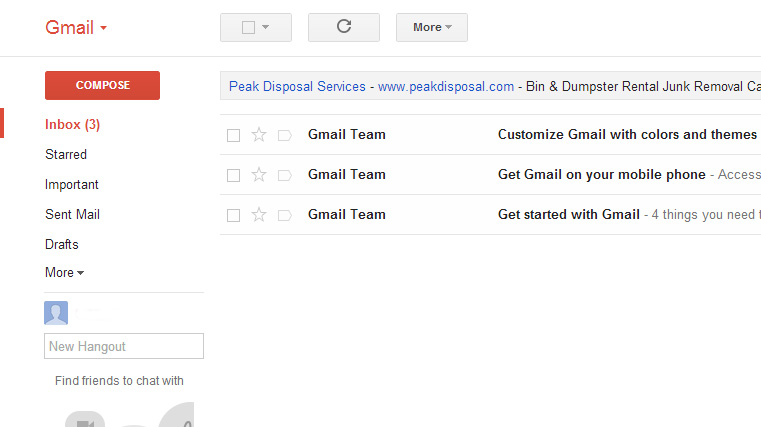 Gmail
More
COMPOSE
Peak Disposal Services - www.peakdisposal.com - Bin & Dumpster Rental Junk Removal Ca
Inbox (3)
Gmail Team Customize Gmail with colors and themes
Starred
Gmail Team Get Gmail on your mobile phone - Access
Important
Sent Mail
Gmail Team Get started with Gmail - 4 things you need t
Drafts
More
New Hangout
Find friends to chat with